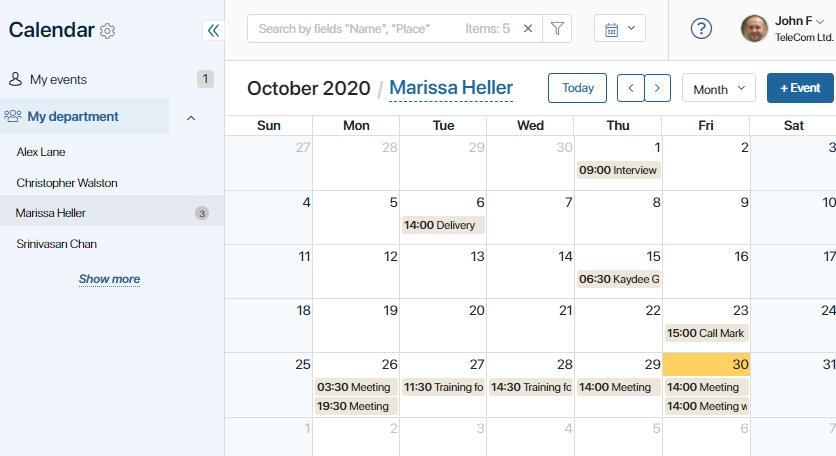 Calendar
Search by fields "Name", "Place" Items: 5
John F
TeleCom Ltd.
My events 1
My department
Alex Lane
Christopher Walston
Marissa Heller 3
Srinivasan Chan
Show more
October 2020 / Marissa Heller
Today
Month
+ Event
Sun Mon Tue Wed Thu Fri Sat
27 28 29 30 1 2 3
09:00 Interview
4 5 6 7 8 9 10
14:00 Delivery
11 12 13 14 15 16 17
06:30 Kaydee G
18 19 20 21 22 23 24
15:00 Call Mark
25 26 27 28 29 30 31
03:30 Meeting 11:30 Training fo 14:30 Training fo 14:00 Meeting 14:00 Meeting
19:30 Meeting 14:00 Meeting w
1 2 3 4 5 6 7